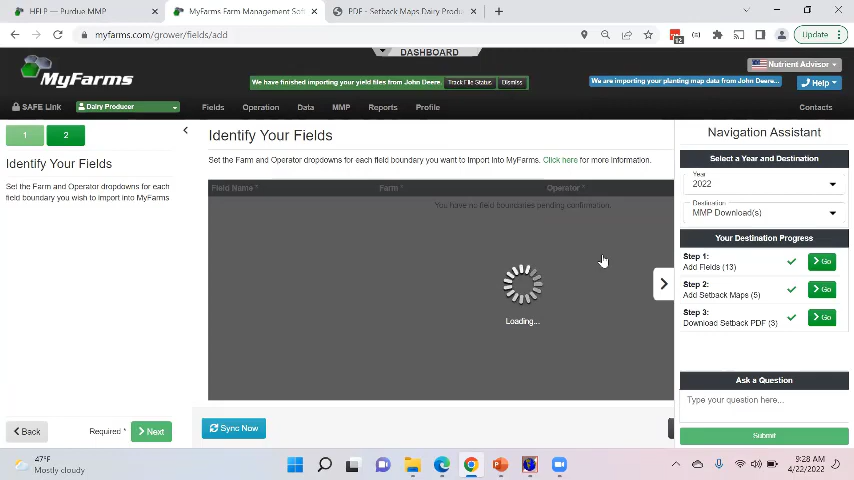 HELP — Purdue MMP
MyFarms Farm Management Soft
PDF - Setback Maps Dairy Produ
myfarms.com/grower/fields/add
12
Update
DASHBOARD
MyFarms
We have finished importing your yield files from John Deere.
Track File Status
Dismiss
We are importing your planting map data from John Deere...
Nutrient Advisor
Help
SAFE Link
Dairy Producer
Fields
Operation
Data
MMP
Reports
Profile
Contacts
1
2
Identify Your Fields
Set the Farm and Operator dropdowns for each
field boundary you wish to import into MyFarms
Back
Required *
Next
Identify Your Fields
Set the Farm and Operator dropdowns for each field boundary you want to Import into MyFarms. Click here for more information.
Field Name *
Farm *
Operator *
You have no field boundaries pending confirmation.
Loading...
Sync Now
Navigation Assistant
Select a Year and Destination
Year
2022
Destination
MMP Download(s)
Your Destination Progress
Step 1:
Add Fields (13)
Go
Step 2:
Add Setback Maps (5)
Go
Step 3:
Download Setback PDF (3)
Go
Ask a Question
Type your question here...
Submit
47°F
Mostly cloudy
9:28 AM
4/22/2022